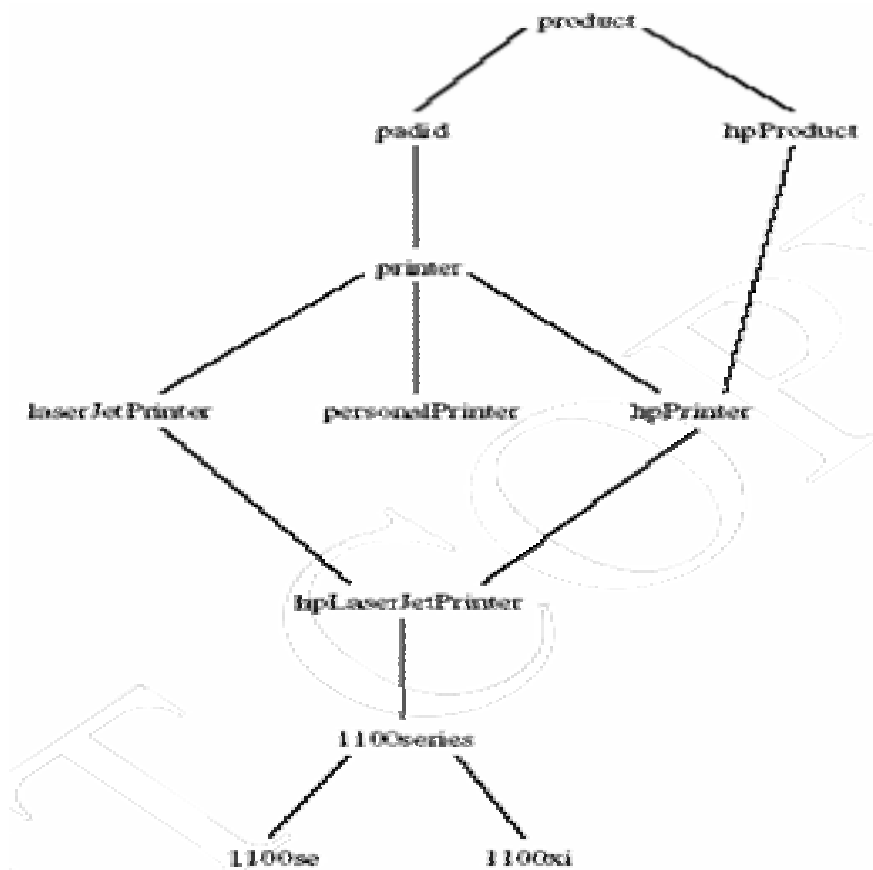 product
padid hpProduct
printer
laserJetPrinter personalPrinter hpPrinter
hpLaserJetPrinter
1100series
1100se 1100xi